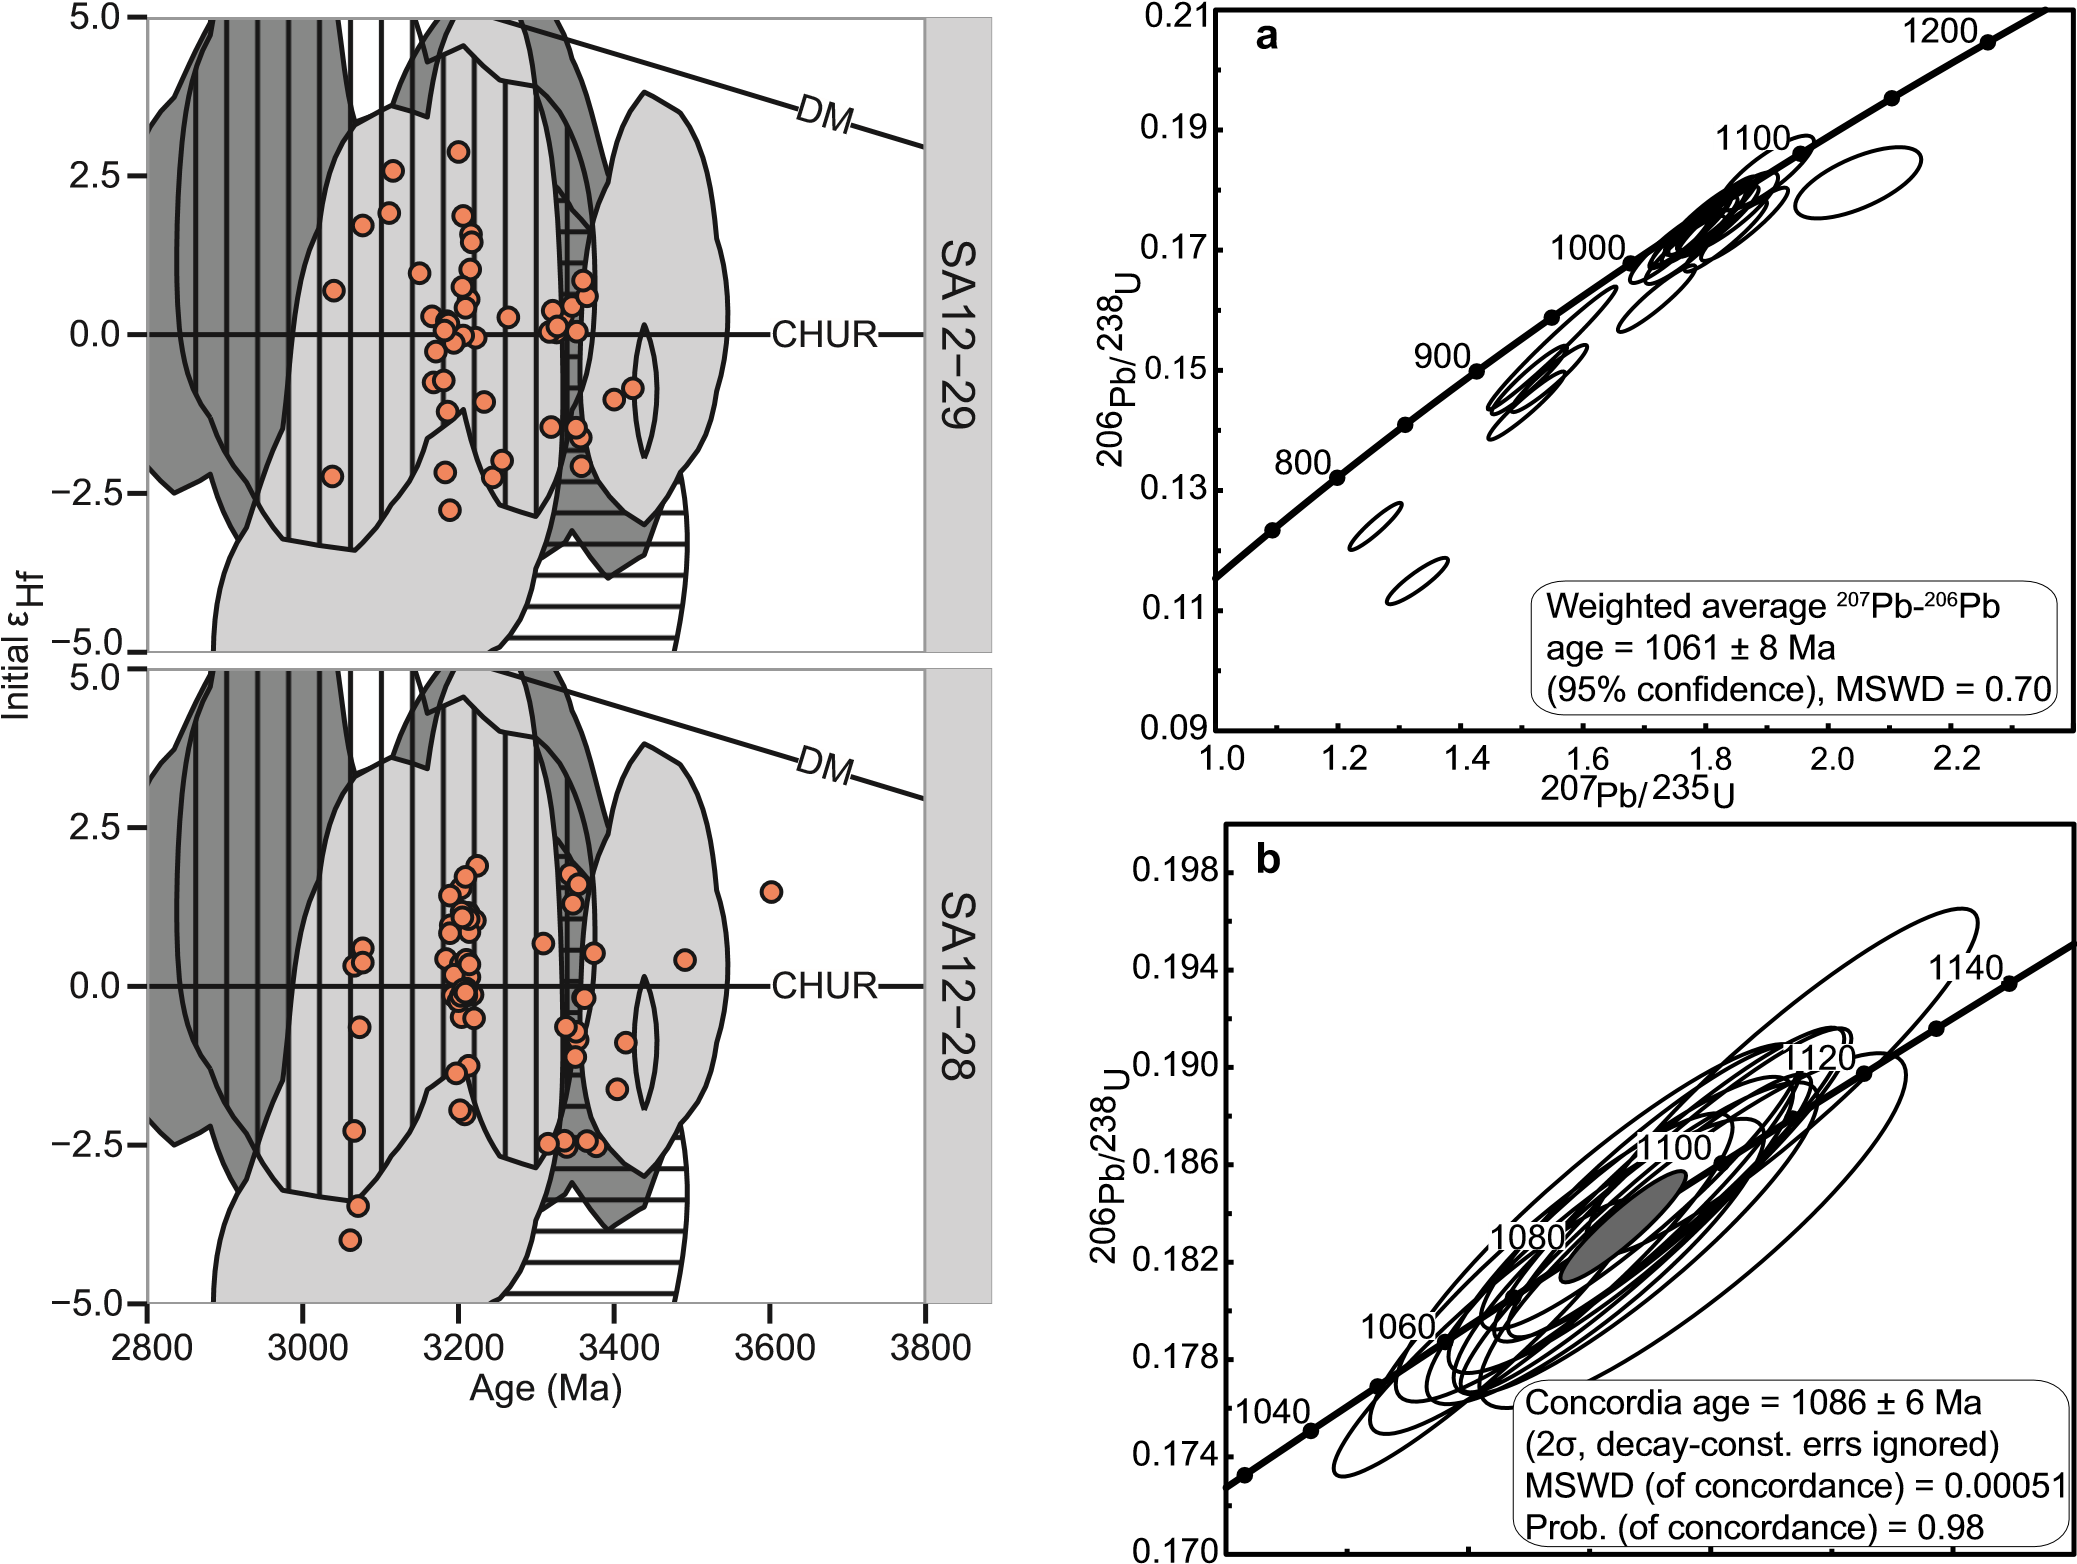 Initial εHf
5.0
2.5
0.0
−2.5
−5.0
DM
CHUR
SA12−29
5.0
2.5
0.0
−2.5
−5.0
DM
CHUR
SA12−28
2800 3000 3200 3400 3600 3800
Age (Ma)
a
206Pb/238U
0.21
0.19
0.17
0.15
0.13
0.11
0.09
1200
1100
1000
900
800
Weighted average 207Pb-206Pb
age = 1061 ± 8 Ma
(95% confidence), MSWD = 0.70
1.0 1.2 1.4 1.6 1.8 2.0 2.2
207Pb/235U
b
206Pb/238U
0.198
0.194
0.190
0.186
0.182
0.178
0.174
0.170
1140
1120
1100
1080
1060
1040
Concordia age = 1086 ± 6 Ma
(2σ, decay-const. errs ignored)
MSWD (of concordance) = 0.00051
Prob. (of concordance) = 0.98